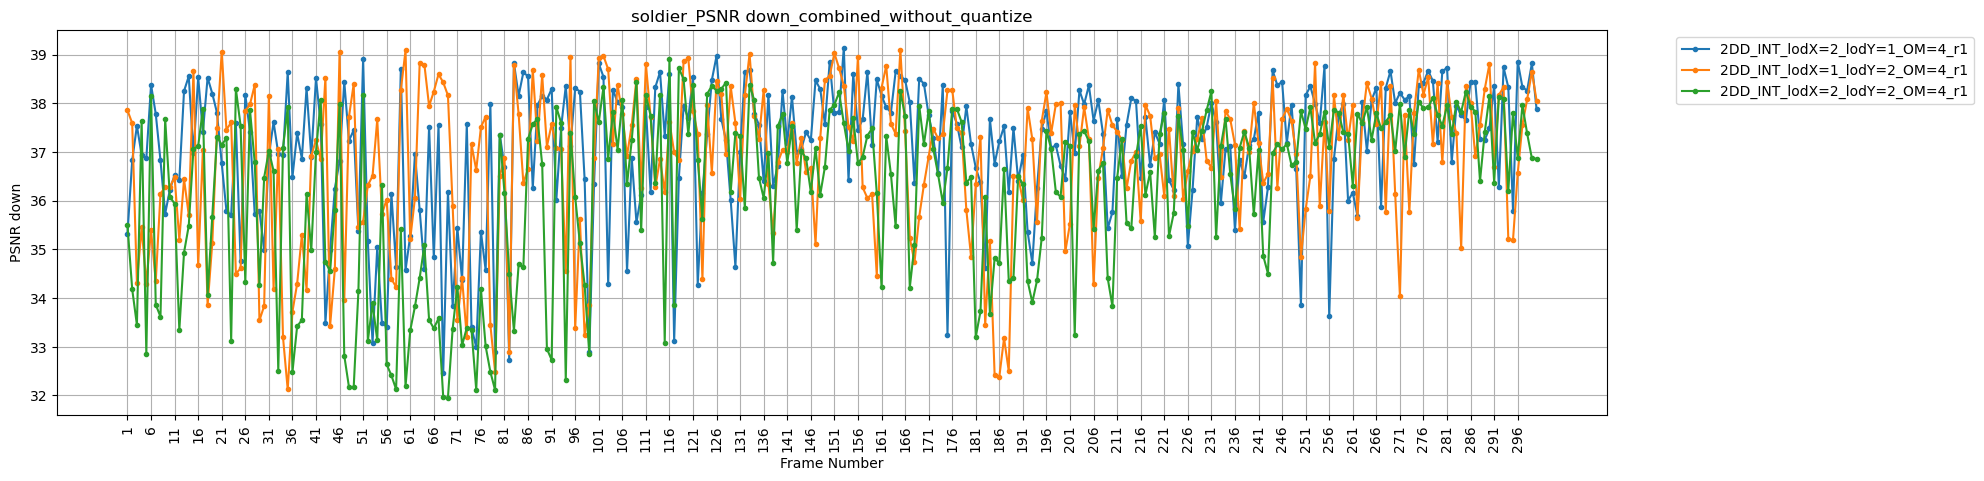 soldier_PSNR down_combined_without_quantize
PSNR down
39
38
37
36
35
34
33
32
1 6 11 16 21 26 31 36 41 46 51 56 61 66 71 76 81 86 91 96 101 106 111 116 121 126 131 136 141 146 151 156 161 166 171 176 181 186 191 196 201 206 211 216 221 226 231 236 241 246 251 256 261 266 271 276 281 286 291 296
Frame Number
2DD_INT_lodX=2_lodY=1_OM=4_r1
2DD_INT_lodX=1_lodY=2_OM=4_r1
2DD_INT_lodX=2_lodY=2_OM=4_r1